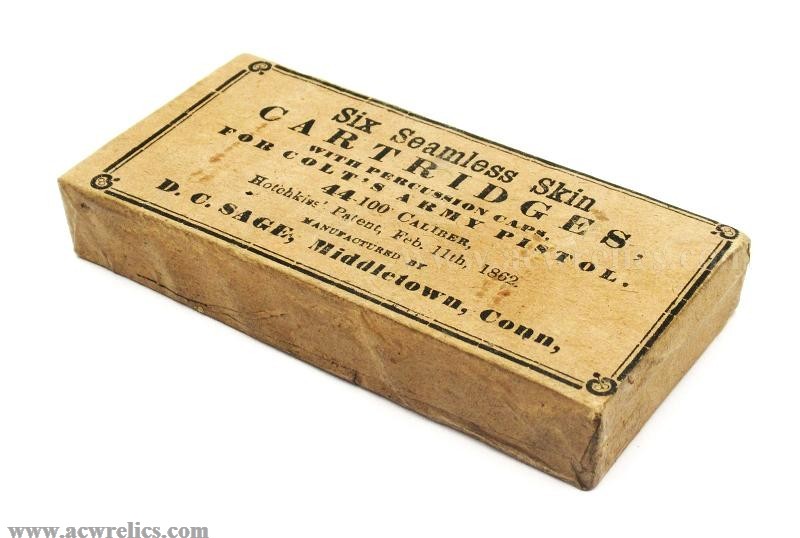 Six Seamless Skin
CARTRIDGES,
WITH PERCUSSION CAPS,
FOR COLT'S ARMY PISTOL.
44-100 CALIBER,
Hotchkiss' Patent, Feb. 11th, 1862.
MANUFACTURED BY
D. C. SAGE, Middletown, Conn,
www.acwrelics.com